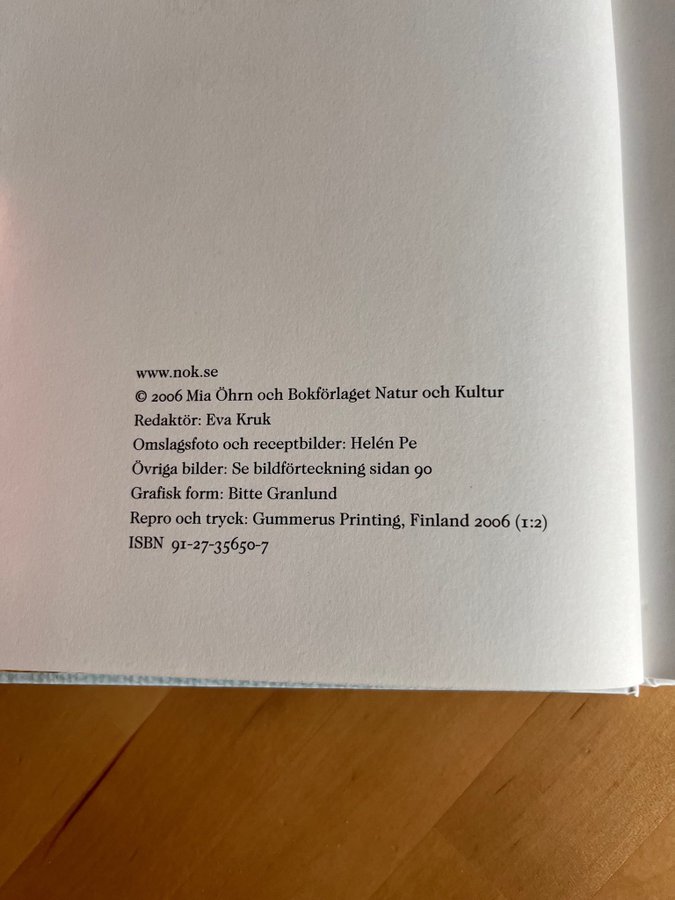 www.nok.se
© 2006 Mia Öhrn och Bokförlaget Natur och Kultur
Redaktör: Eva Kruk
Omslagsfoto och receptbilder: Helén Pe
Övriga bilder: Se bildförteckning sidan 90
Grafisk form: Bitte Granlund
Repro och tryck: Gummerus Printing, Finland 2006 (1:2)
ISBN 91-27-35650-7